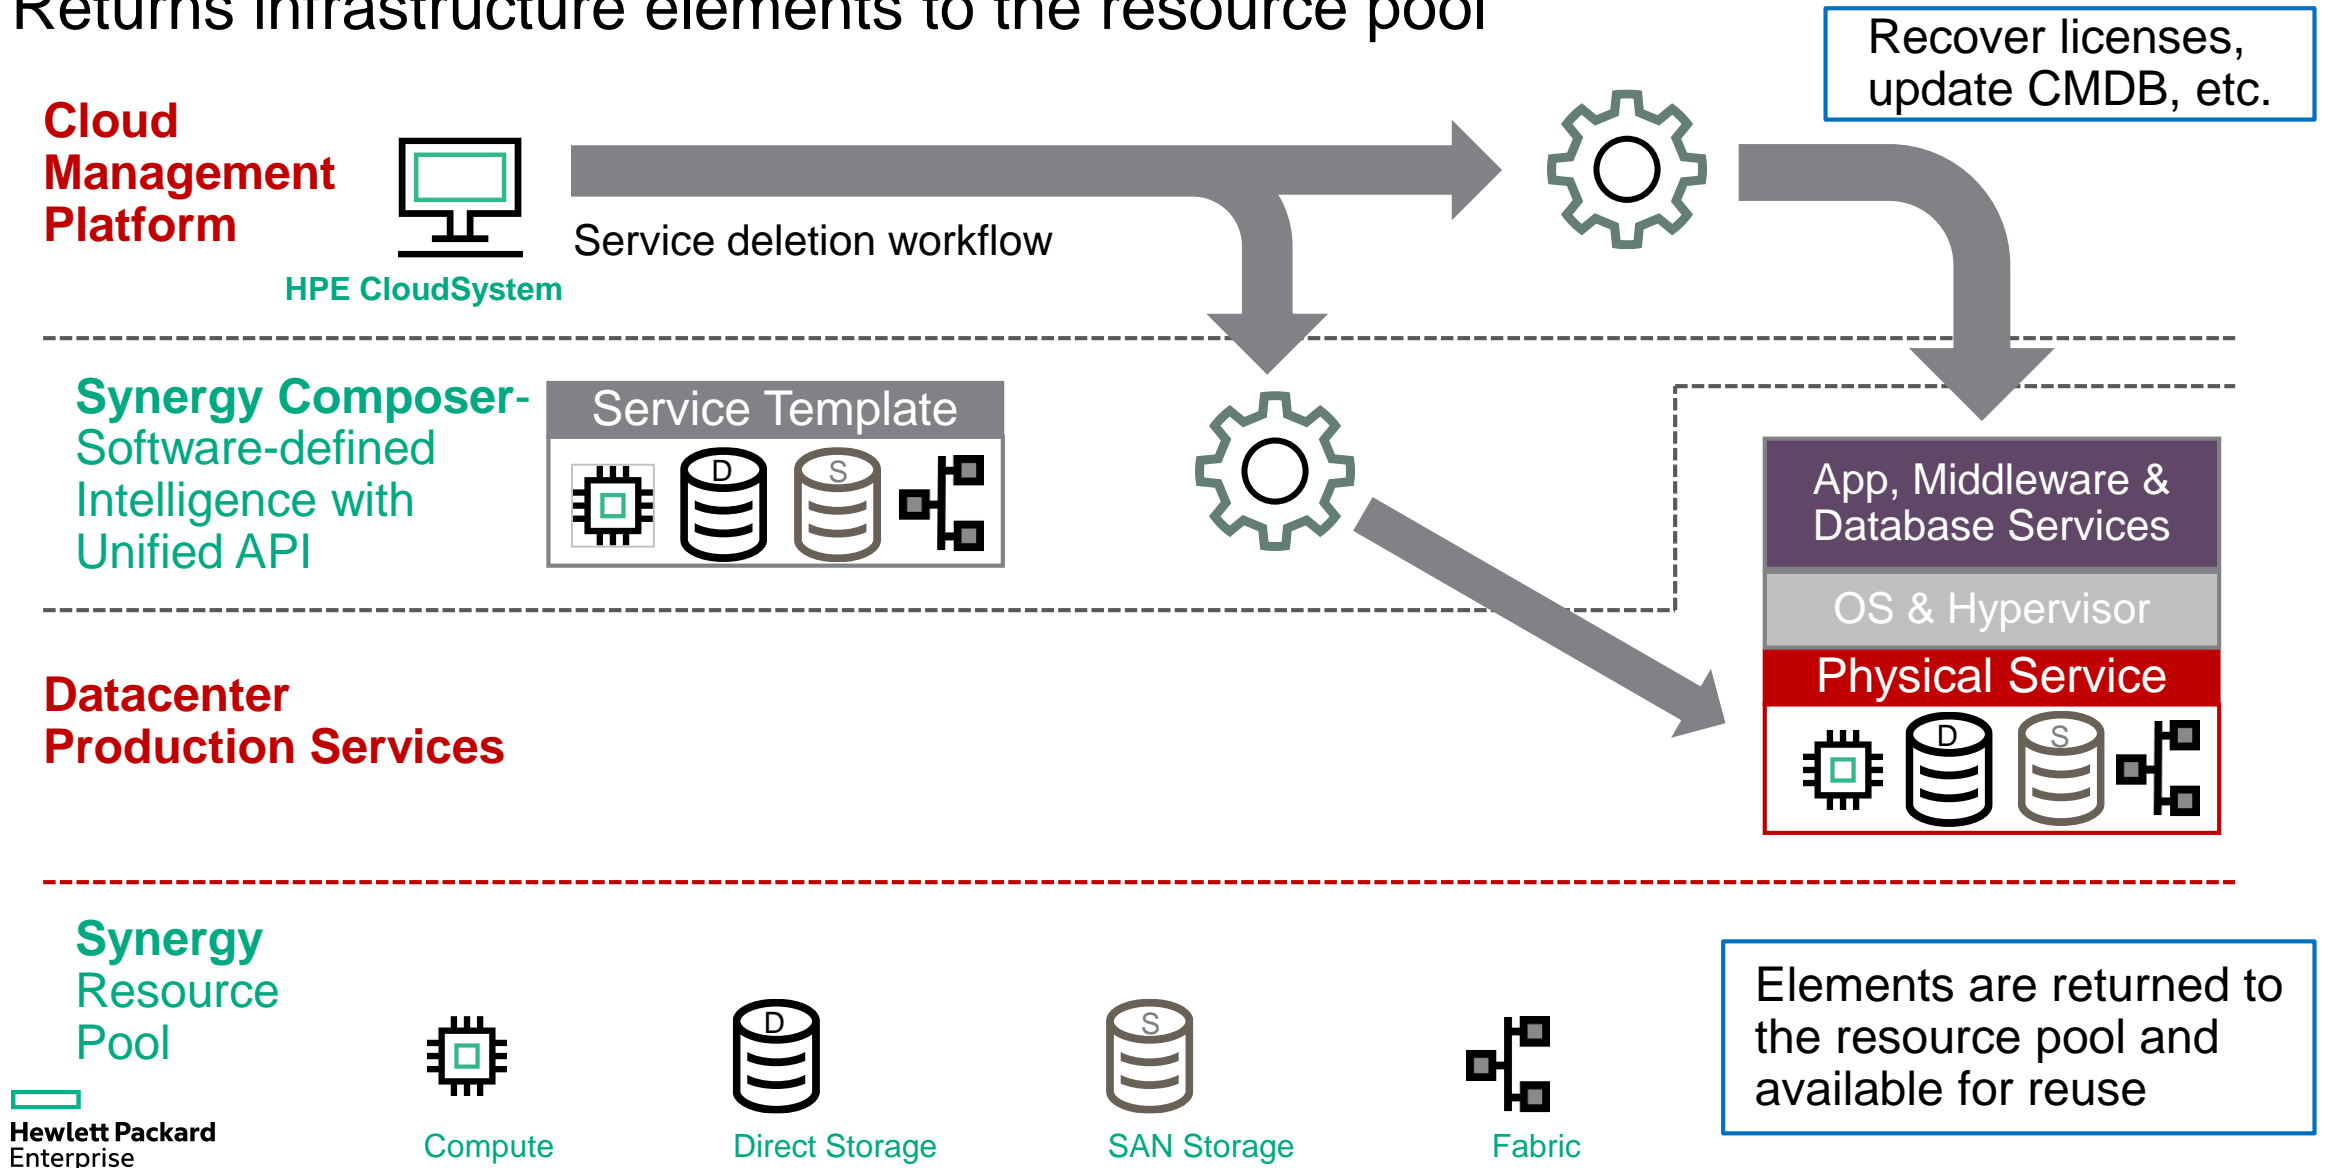 Returns infrastructure elements to the resource pool
Recover licenses,
update CMDB, etc.
Cloud
Management
Platform
Service deletion workflow
HPE CloudSystem
Synergy Composer-
Software-defined
Intelligence with
Unified API
Service Template
D
S
App, Middleware &
Database Services
OS & Hypervisor
Physical Service
D
S
Datacenter
Production Services
Synergy
Resource
Pool
D
S
Compute
Direct Storage
SAN Storage
Fabric
Elements are returned to
the resource pool and
available for reuse
Hewlett Packard
Enterprise